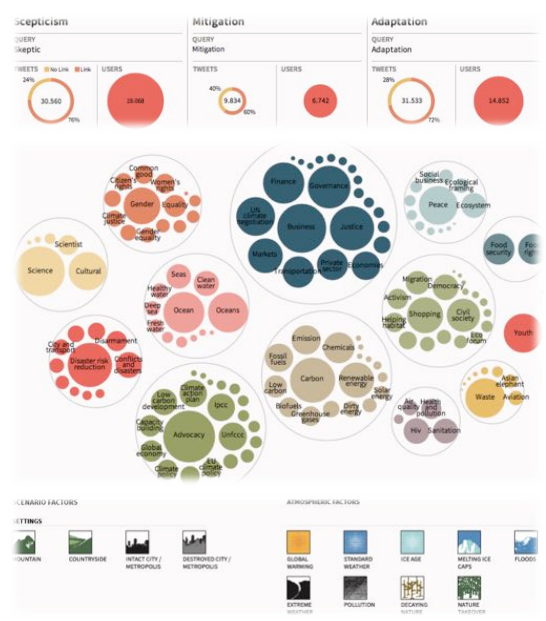 Scepticism
Mitigation
Adaptation
QUERY
QUERY
QUERY
Skeptic
Mitigation
Adaptation
TWEETS No Link Link USERS
TWEETS USERS
TWEETS USERS
24%
30.560
76%
40%
9.834
60%
6.742
28%
31.533
72%
14.852
Common good
Citizen's rights
Women's rights
Gender
Equality
Climate justice
Gender equality
Finance
Governance
UN climate negotiation
Business
Justice
Markets
Transportation
Private sector
Economies
Social business
Ecological framing
Peace
Ecosystem
Food security
Scientist
Science
Cultural
Seas
Clean water
Healthy water
Deep sea
Ocean
Oceans
Fresh water
Migration
Democracy
Activism
Shopping
Civil society
Helping habitat
Eco forum
Youth
City and transport
Disarmament
Disaster risk reduction
Conflicts and disasters
Emission
Chemicals
Fossil fuels
Carbon
Renewable energy
Low carbon
Solar energy
Biofuels
Greenhouse gases
Dirty energy
Asian elephant
Waste
Aviation
Air quality
Health and pollution
Hiv
Sanitation
Climate action plan
Low carbon development
Ipcc
Capacity building
Advocacy
Unfccc
Global economy
Climate policy
EU climate policy
SCENARIO FACTORS
ATMOSPHERIC FACTORS
SETTINGS
MOUNTAIN
COUNTRYSIDE
INTACT CITY /
METROPOLIS
DESTROYED CITY /
METROPOLIS
GLOBAL
WARMING
STANDARD
WEATHER
ICE AGE
MELTING ICE
CAPS
FLOODS
EXTREME
WEATHER
POLLUTION
DECAYING
NATURE
NATURE
TAKEOVER